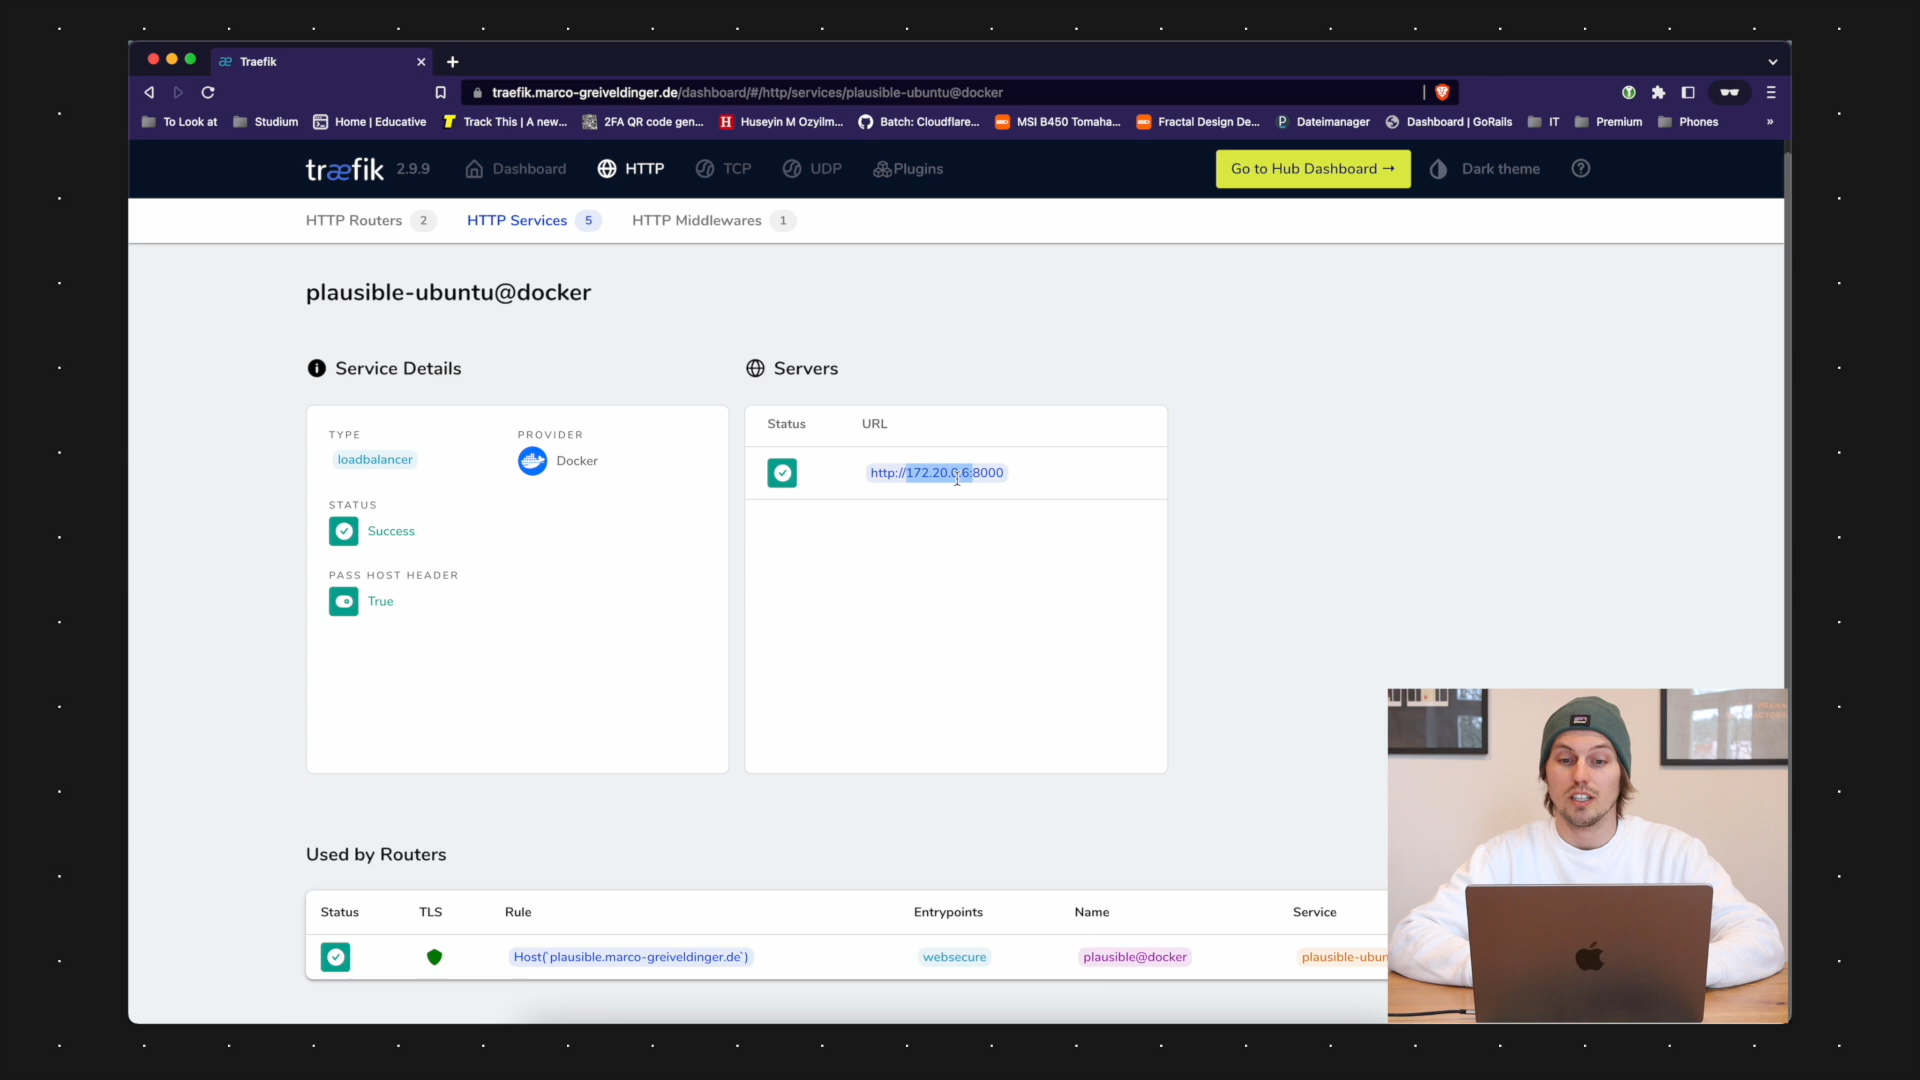 Traefik
traefik.marco-greiveldinger.de/dashboard/#/http/services/plausible-ubuntu@docker
To Look at
Studium
Home | Educative
Track This | A new...
2FA QR code gen...
Huseyin M Ozyilm...
Batch: Cloudflare...
MSI B450 Tomaha...
Fractal Design De...
Dateimanager
Dashboard | GoRails
IT
Premium
Phones
»
træfik 2.9.9
Dashboard
HTTP
TCP
UDP
Plugins
Go to Hub Dashboard →
Dark theme
HTTP Routers 2
HTTP Services 5
HTTP Middlewares 1
plausible-ubuntu@docker
Service Details
TYPE
loadbalancer
PROVIDER
Docker
STATUS
Success
PASS HOST HEADER
True
Servers
Status URL
http://172.20.0.6:8000
Used by Routers
Status TLS Rule Entrypoints Name Service
Host(`plausible.marco-greiveldinger.de`) websecure plausible@docker plausible-ubun